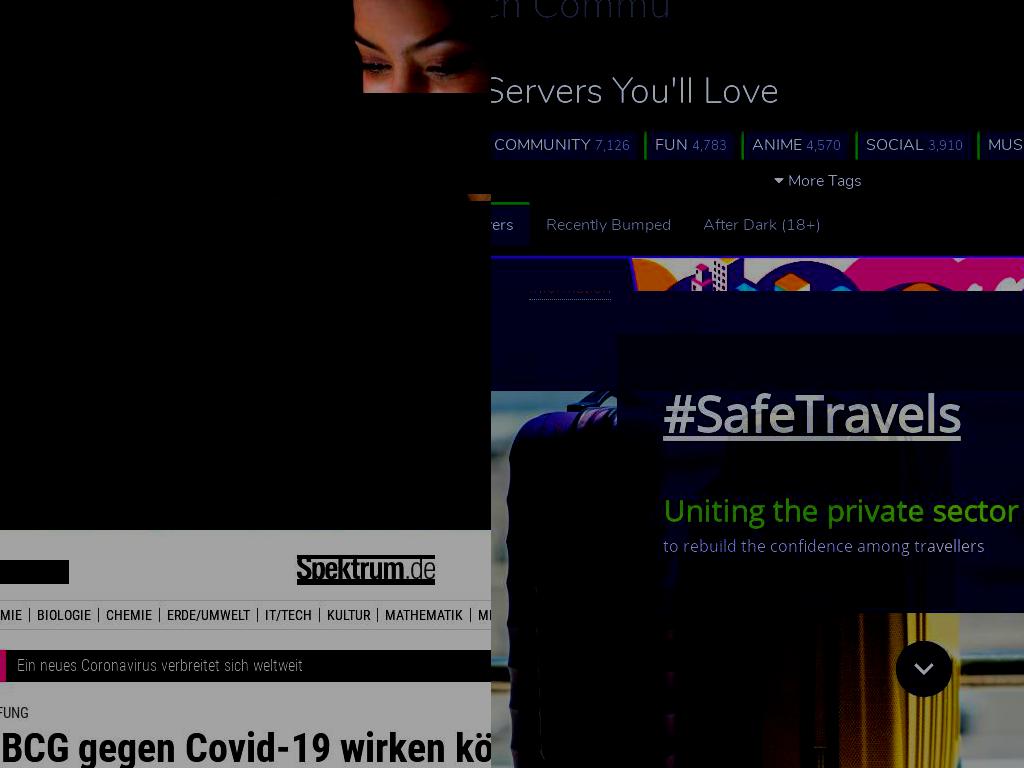 Servers You'll Love
COMMUNITY 7,126 FUN 4,783 ANIME 4,570 SOCIAL 3,910
More Tags
Recently Bumped After Dark (18+)
#SafeTravels
Uniting the private sector
to rebuild the confidence among travellers
Spektrum.de
BIOLOGIE CHEMIE ERDE/UMWELT IT/TECH KULTUR MATHEMATIK
Ein neues Coronavirus verbreitet sich weltweit
BCG gegen Covid-19 wirken